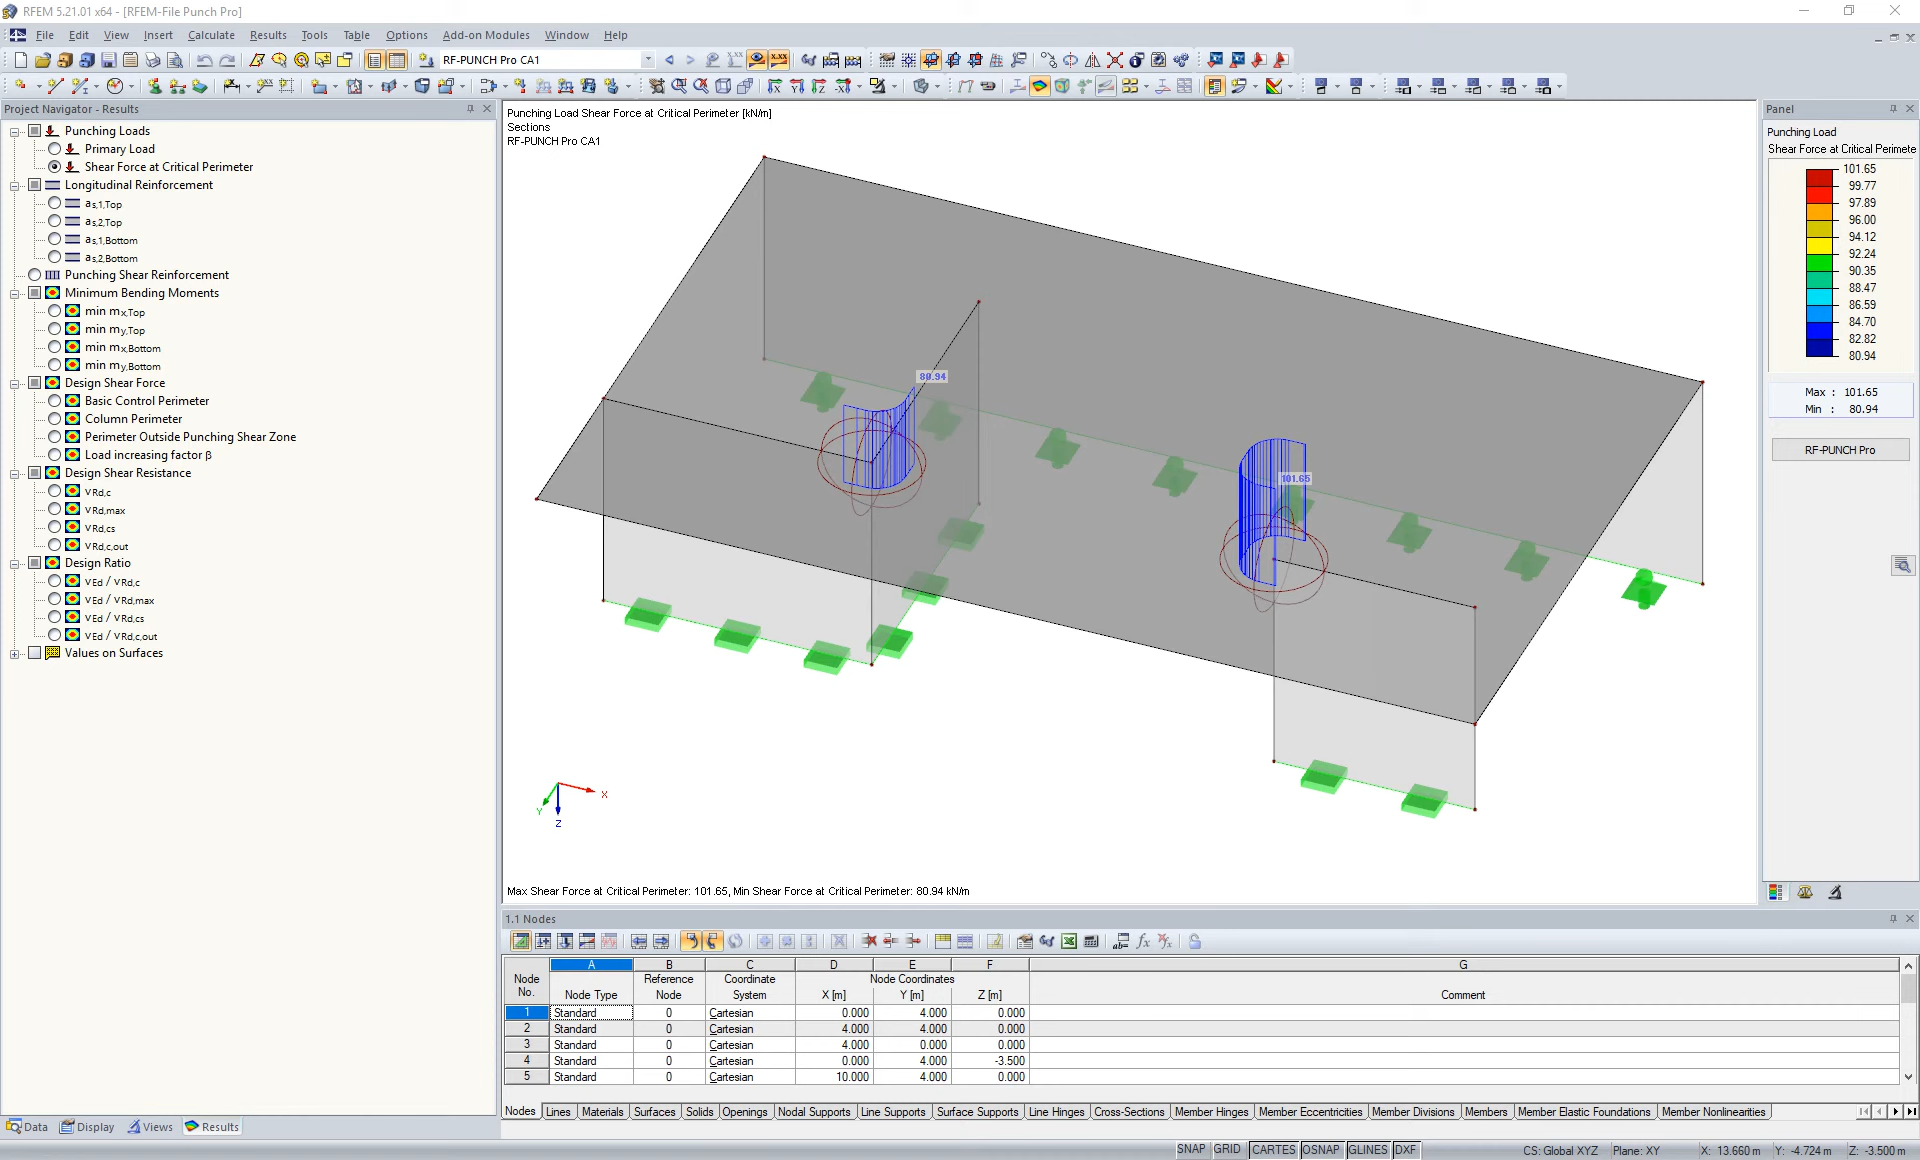 RFEM 5.21.01 x64 - [RFEM-File Punch Pro]
File Edit View Insert Calculate Results Tools Table Options Add-on Modules Window Help
RF-PUNCH Pro CA1
Project Navigator - Results
Punching Loads
Primary Load
Shear Force at Critical Perimeter
Longitudinal Reinforcement
as,1,Top
as,2,Top
as,1,Bottom
as,2,Bottom
Punching Shear Reinforcement
Minimum Bending Moments
min mx,Top
min my,Top
min mx,Bottom
min my,Bottom
Design Shear Force
Basic Control Perimeter
Column Perimeter
Perimeter Outside Punching Shear Zone
Load increasing factor β
Design Shear Resistance
VRd,c
VRd,max
VRd,cs
VRd,c,out
Design Ratio
VEd / VRd,c
VEd / VRd,max
VEd / VRd,cs
VEd / VRd,c,out
Values on Surfaces
Data Display Views Results
Punching Load Shear Force at Critical Perimeter [kN/m]
Sections
RF-PUNCH Pro CA1
80.94
101.65
X
Y
Z
Max Shear Force at Critical Perimeter: 101.65, Min Shear Force at Critical Perimeter: 80.94 kN/m
Panel
Punching Load
Shear Force at Critical Perimete
101.65
99.77
97.89
96.00
94.12
92.24
90.35
88.47
86.59
84.70
82.82
80.94
Max : 101.65
Min : 80.94
RF-PUNCH Pro
1.1 Nodes
A B C D E F G
Node No. Node Type Reference Node Coordinate System Node Coordinates X [m] Y [m] Z [m] Comment
1 Standard 0 Cartesian 0.000 4.000 0.000
2 Standard 0 Cartesian 4.000 4.000 0.000
3 Standard 0 Cartesian 4.000 0.000 0.000
4 Standard 0 Cartesian 0.000 4.000 -3.500
5 Standard 0 Cartesian 10.000 4.000 0.000
Nodes Lines Materials Surfaces Solids Openings Nodal Supports Line Supports Surface Supports Line Hinges Cross-Sections Member Hinges Member Eccentricities Member Divisions Members Member Elastic Foundations Member Nonlinearities
SNAP GRID CARTES OSNAP GLINES DXF CS: Global XYZ Plane: XY X: 13.660 m Y: -4.724 m Z: -3.500 m